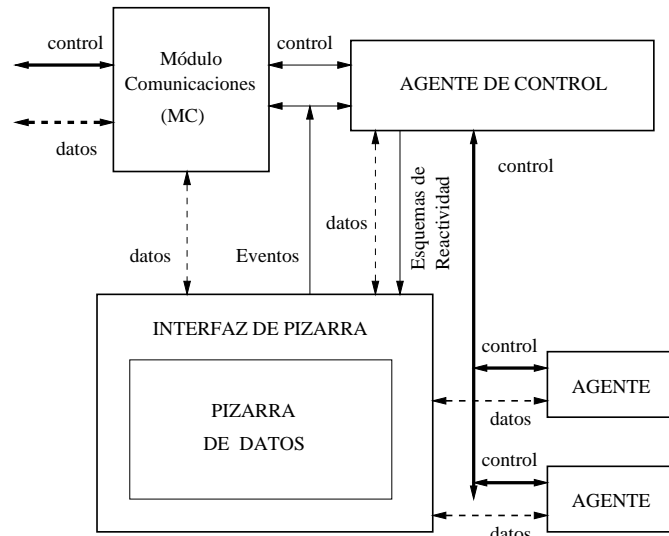 control
datos
Módulo
Comunicaciones
(MC)
control
AGENTE DE CONTROL
control
datos
Eventos
datos
Esquemas de
Reactividad
INTERFAZ DE PIZARRA
PIZARRA
DE DATOS
control
AGENTE
datos
control
AGENTE
datos